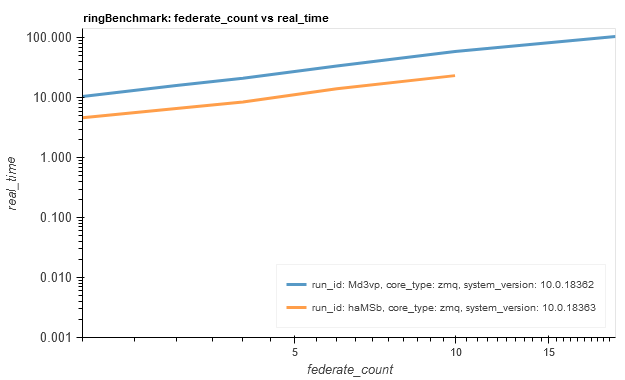 ringBenchmark: federate_count vs real_time
100.000
10.000
1.000
0.100
0.010
0.001
real_time
run_id: Md3vp, core_type: zmq, system_version: 10.0.18362
run_id: haMSb, core_type: zmq, system_version: 10.0.18363
5 10 15
federate_count